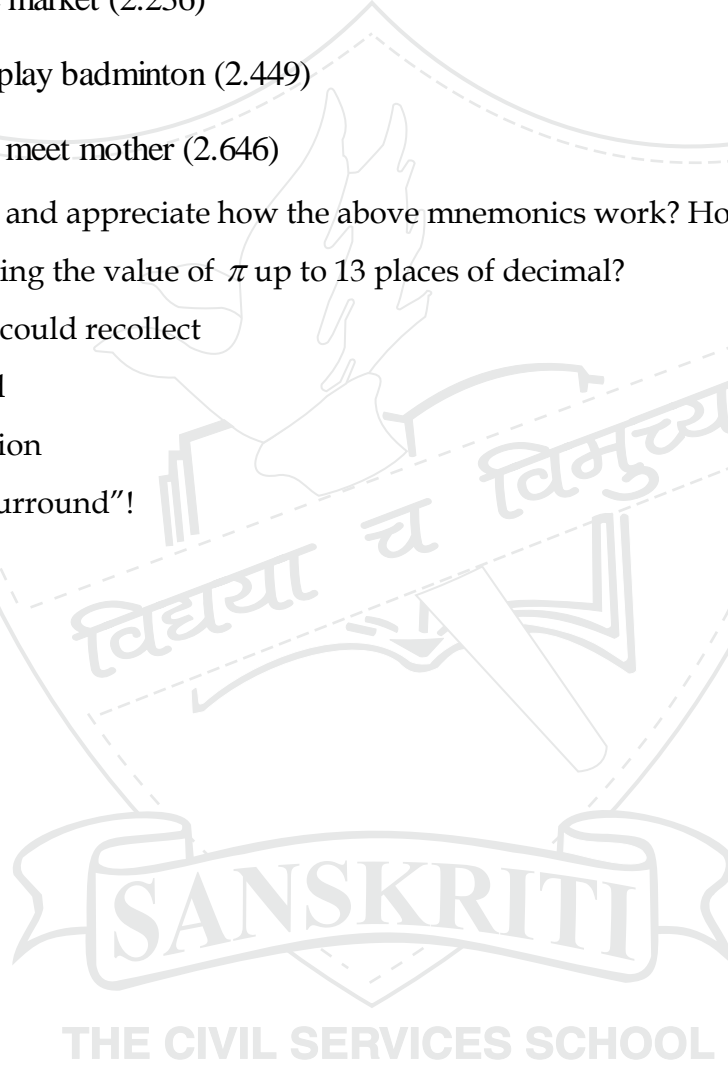 market (2.236)
play badminton (2.449)
meet mother (2.646)
and appreciate how the above mnemonics work? Ho
ing the value of π up to 13 places of decimal?
could recollect
ion
urround”!
विद्यया च विमुच्य
SANSKRITI
THE CIVIL SERVICES SCHOOL